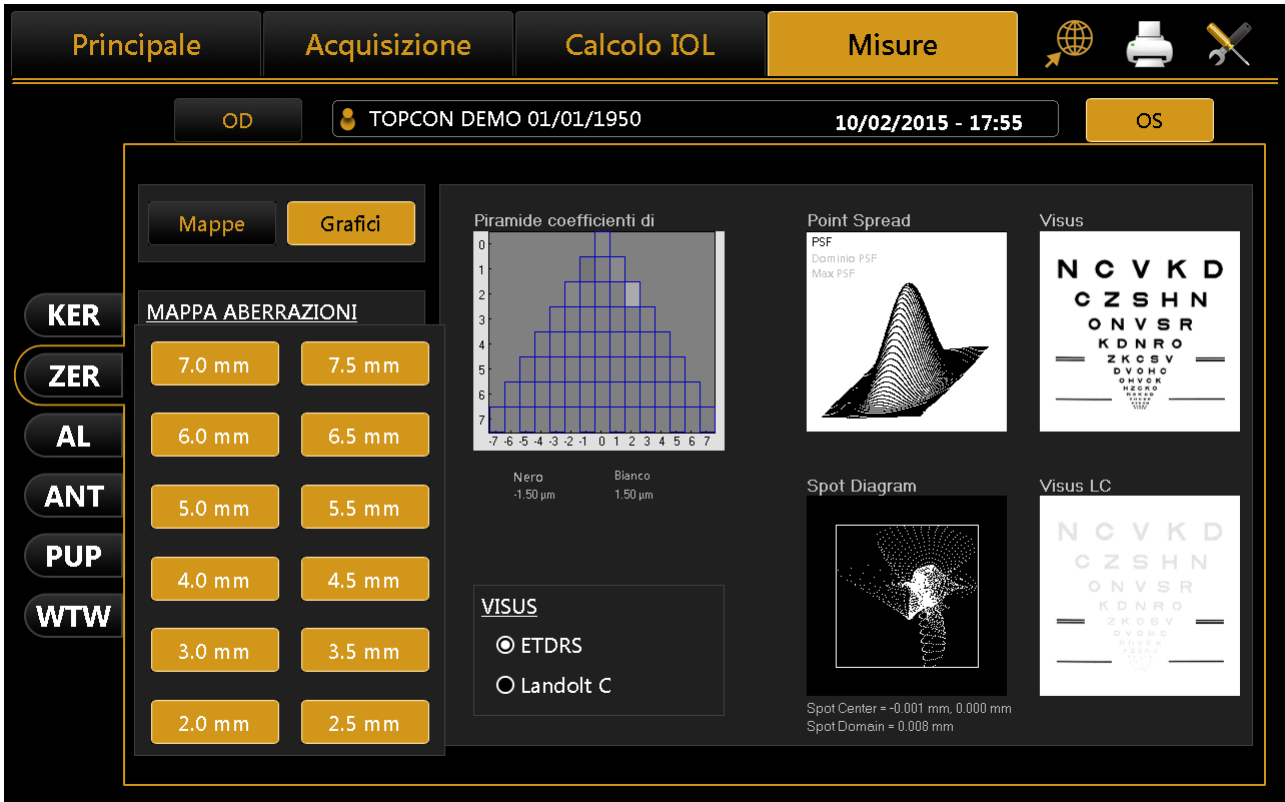 Principale Acquisizione Calcolo IOL Misure
OD TOPCON DEMO 01/01/1950 10/02/2015 - 17:55 OS
Mappe Grafici
MAPPA ABERRAZIONI
7.0 mm 7.5 mm
6.0 mm 6.5 mm
5.0 mm 5.5 mm
4.0 mm 4.5 mm
3.0 mm 3.5 mm
2.0 mm 2.5 mm
KER
ZER
AL
ANT
PUP
WTW
Piramide coefficienti di
0
1
2
3
4
5
6
7
-7 -6 -5 -4 -3 -2 -1 0 1 2 3 4 5 6 7
Nero Bianco
-1.50 µm 1.50 µm
VISUS
ETDRS
Landolt C
Point Spread
PSF
Dominio PSF
Max PSF
Visus
N C V K D
C Z S H N
O N V S R
K D N R O
Z K C S V
D V O H C
O H V C K
H Z C K O
Spot Diagram
Spot Center = -0.001 mm, 0.000 mm
Spot Domain = 0.008 mm
Visus LC
N C V K D
C Z S H N
O N V S R
K D N R O
Z K C S V
D V O H C
O H V C K